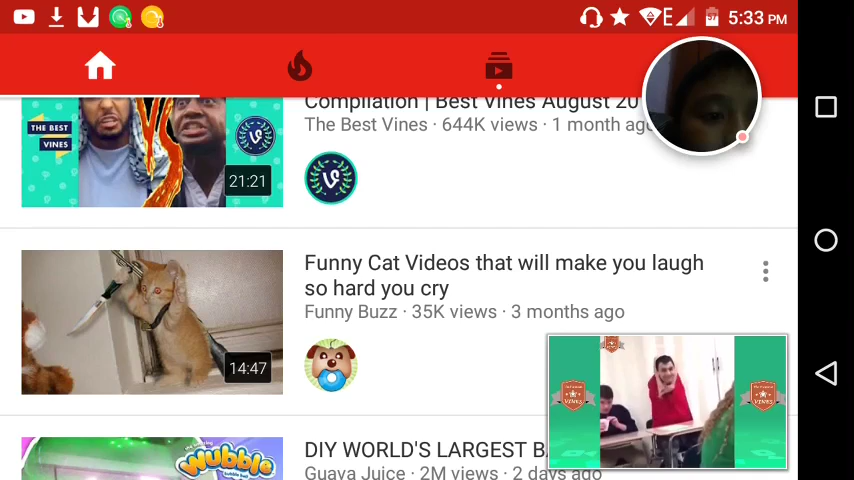 5:33 PM
Compilation | Best Vines August 20
The Best Vines · 644K views · 1 month ago
THE BEST
VINES
21:21
Funny Cat Videos that will make you laugh
so hard you cry
Funny Buzz · 35K views · 3 months ago
14:47
VINES
VINES
DIY WORLD'S LARGEST
Guava Juice · 2M views · 2 days ago
Wubble